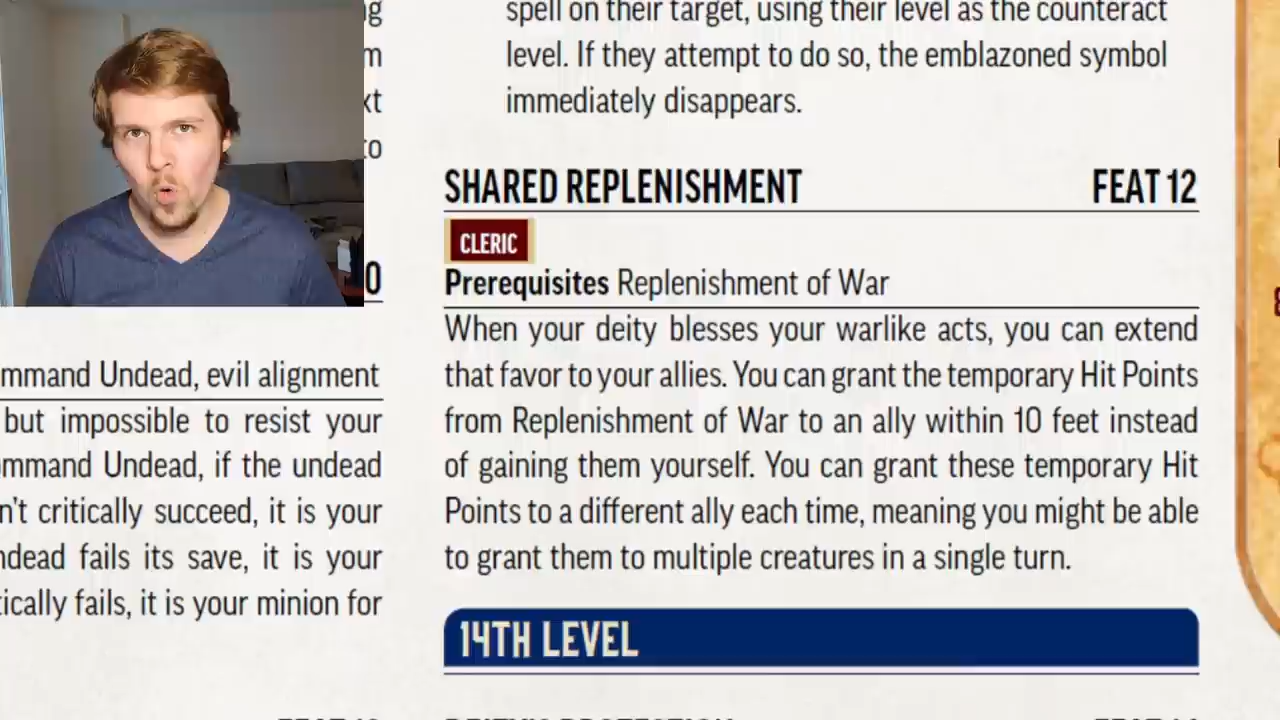 spell on their target, using their level as the counteract
level. If they attempt to do so, the emblazoned symbol
immediately disappears.
SHARED REPLENISHMENT FEAT 12
CLERIC
Prerequisites Replenishment of War
When your deity blesses your warlike acts, you can extend
that favor to your allies. You can grant the temporary Hit Points
from Replenishment of War to an ally within 10 feet instead
of gaining them yourself. You can grant these temporary Hit
Points to a different ally each time, meaning you might be able
to grant them to multiple creatures in a single turn.
14TH LEVEL
0
mmand Undead, evil alignment
but impossible to resist your
mmand Undead, if the undead
n't critically succeed, it is your
ndead fails its save, it is your
tically fails, it is your minion for